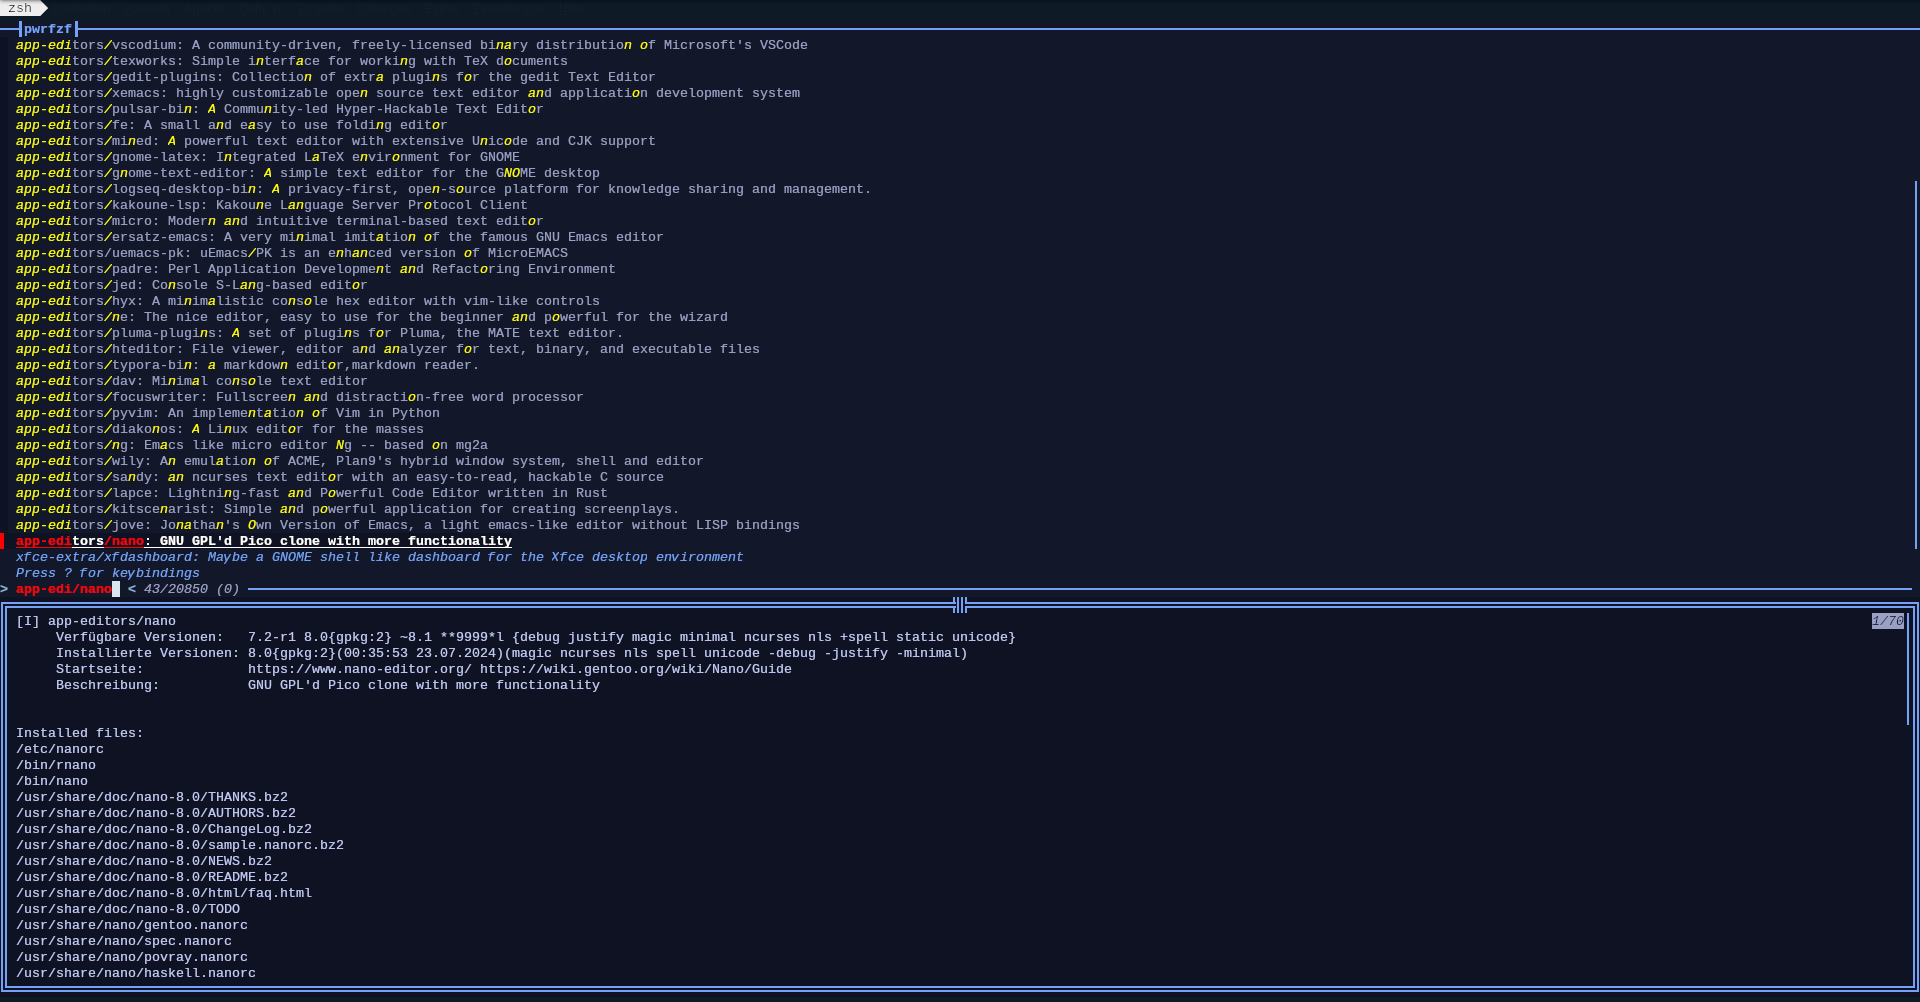 zsh
pwrfzf
app-editors/vscodium: A community-driven, freely-licensed binary distribution of Microsoft's VSCode
app-editors/texworks: Simple interface for working with TeX documents
app-editors/gedit-plugins: Collection of extra plugins for the gedit Text Editor
app-editors/xemacs: highly customizable open source text editor and application development system
app-editors/pulsar-bin: A Community-led Hyper-Hackable Text Editor
app-editors/fe: A small and easy to use folding editor
app-editors/mined: A powerful text editor with extensive Unicode and CJK support
app-editors/gnome-latex: Integrated LaTeX environment for GNOME
app-editors/gnome-text-editor: A simple text editor for the GNOME desktop
app-editors/logseq-desktop-bin: A privacy-first, open-source platform for knowledge sharing and management.
app-editors/kakoune-lsp: Kakoune Language Server Protocol Client
app-editors/micro: Modern and intuitive terminal-based text editor
app-editors/ersatz-emacs: A very minimal imitation of the famous GNU Emacs editor
app-editors/uemacs-pk: uEmacs/PK is an enhanced version of MicroEMACS
app-editors/padre: Perl Application Development and Refactoring Environment
app-editors/jed: Console S-Lang-based editor
app-editors/hyx: A minimalistic console hex editor with vim-like controls
app-editors/ne: The nice editor, easy to use for the beginner and powerful for the wizard
app-editors/pluma-plugins: A set of plugins for Pluma, the MATE text editor.
app-editors/hteditor: File viewer, editor and analyzer for text, binary, and executable files
app-editors/typora-bin: a markdown editor,markdown reader.
app-editors/dav: Minimal console text editor
app-editors/focuswriter: Fullscreen and distraction-free word processor
app-editors/pyvim: An implementation of Vim in Python
app-editors/diakonos: A Linux editor for the masses
app-editors/ng: Emacs like micro editor Ng -- based on mg2a
app-editors/wily: An emulation of ACME, Plan9's hybrid window system, shell and editor
app-editors/sandy: an ncurses text editor with an easy-to-read, hackable C source
app-editors/lapce: Lightning-fast and Powerful Code Editor written in Rust
app-editors/kitscenarist: Simple and powerful application for creating screenplays.
app-editors/jove: Jonathan's Own Version of Emacs, a light emacs-like editor without LISP bindings
app-editors/nano: GNU GPL'd Pico clone with more functionality
xfce-extra/xfdashboard: Maybe a GNOME shell like dashboard for the Xfce desktop environment
Press ? for keybindings
> app-edi/nano < 43/20850 (0)
[I] app-editors/nano 1/70
Verfügbare Versionen: 7.2-r1 8.0{gpkg:2} ~8.1 **9999*l {debug justify magic minimal ncurses nls +spell static unicode}
Installierte Versionen: 8.0{gpkg:2}(00:35:53 23.07.2024)(magic ncurses nls spell unicode -debug -justify -minimal)
Startseite: https://www.nano-editor.org/ https://wiki.gentoo.org/wiki/Nano/Guide
Beschreibung: GNU GPL'd Pico clone with more functionality
Installed files:
/etc/nanorc
/bin/rnano
/bin/nano
/usr/share/doc/nano-8.0/THANKS.bz2
/usr/share/doc/nano-8.0/AUTHORS.bz2
/usr/share/doc/nano-8.0/ChangeLog.bz2
/usr/share/doc/nano-8.0/sample.nanorc.bz2
/usr/share/doc/nano-8.0/NEWS.bz2
/usr/share/doc/nano-8.0/README.bz2
/usr/share/doc/nano-8.0/html/faq.html
/usr/share/doc/nano-8.0/TODO
/usr/share/nano/gentoo.nanorc
/usr/share/nano/spec.nanorc
/usr/share/nano/povray.nanorc
/usr/share/nano/haskell.nanorc